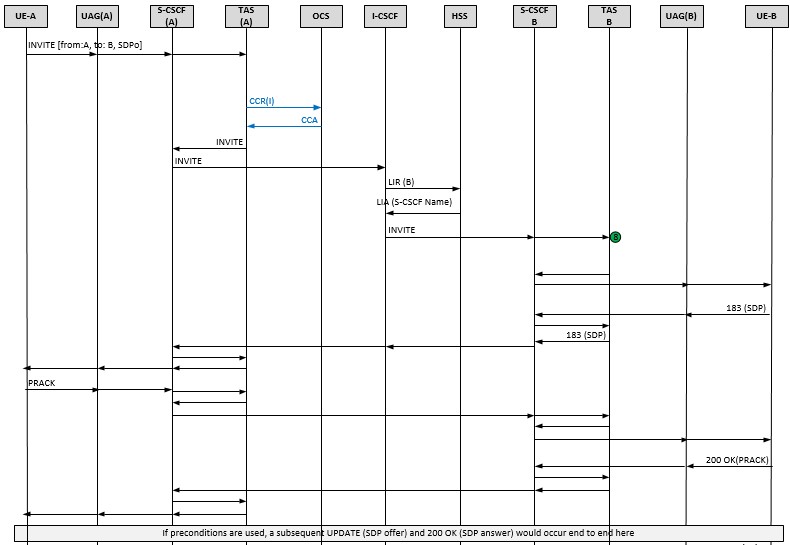 UE-A
UAG(A)
S-CSCF
(A)
TAS
(A)
OCS
I-CSCF
HSS
S-CSCF
B
TAS
B
UAG(B)
UE-B
INVITE [from:A, to: B, SDPo]
CCR(I)
CCA
INVITE
INVITE
LIR (B)
LIA (S-CSCF Name)
INVITE
183 (SDP)
183 (SDP)
PRACK
200 OK(PRACK)
If preconditions are used, a subsequent UPDATE (SDP offer) and 200 OK (SDP answer) would occur end to end here